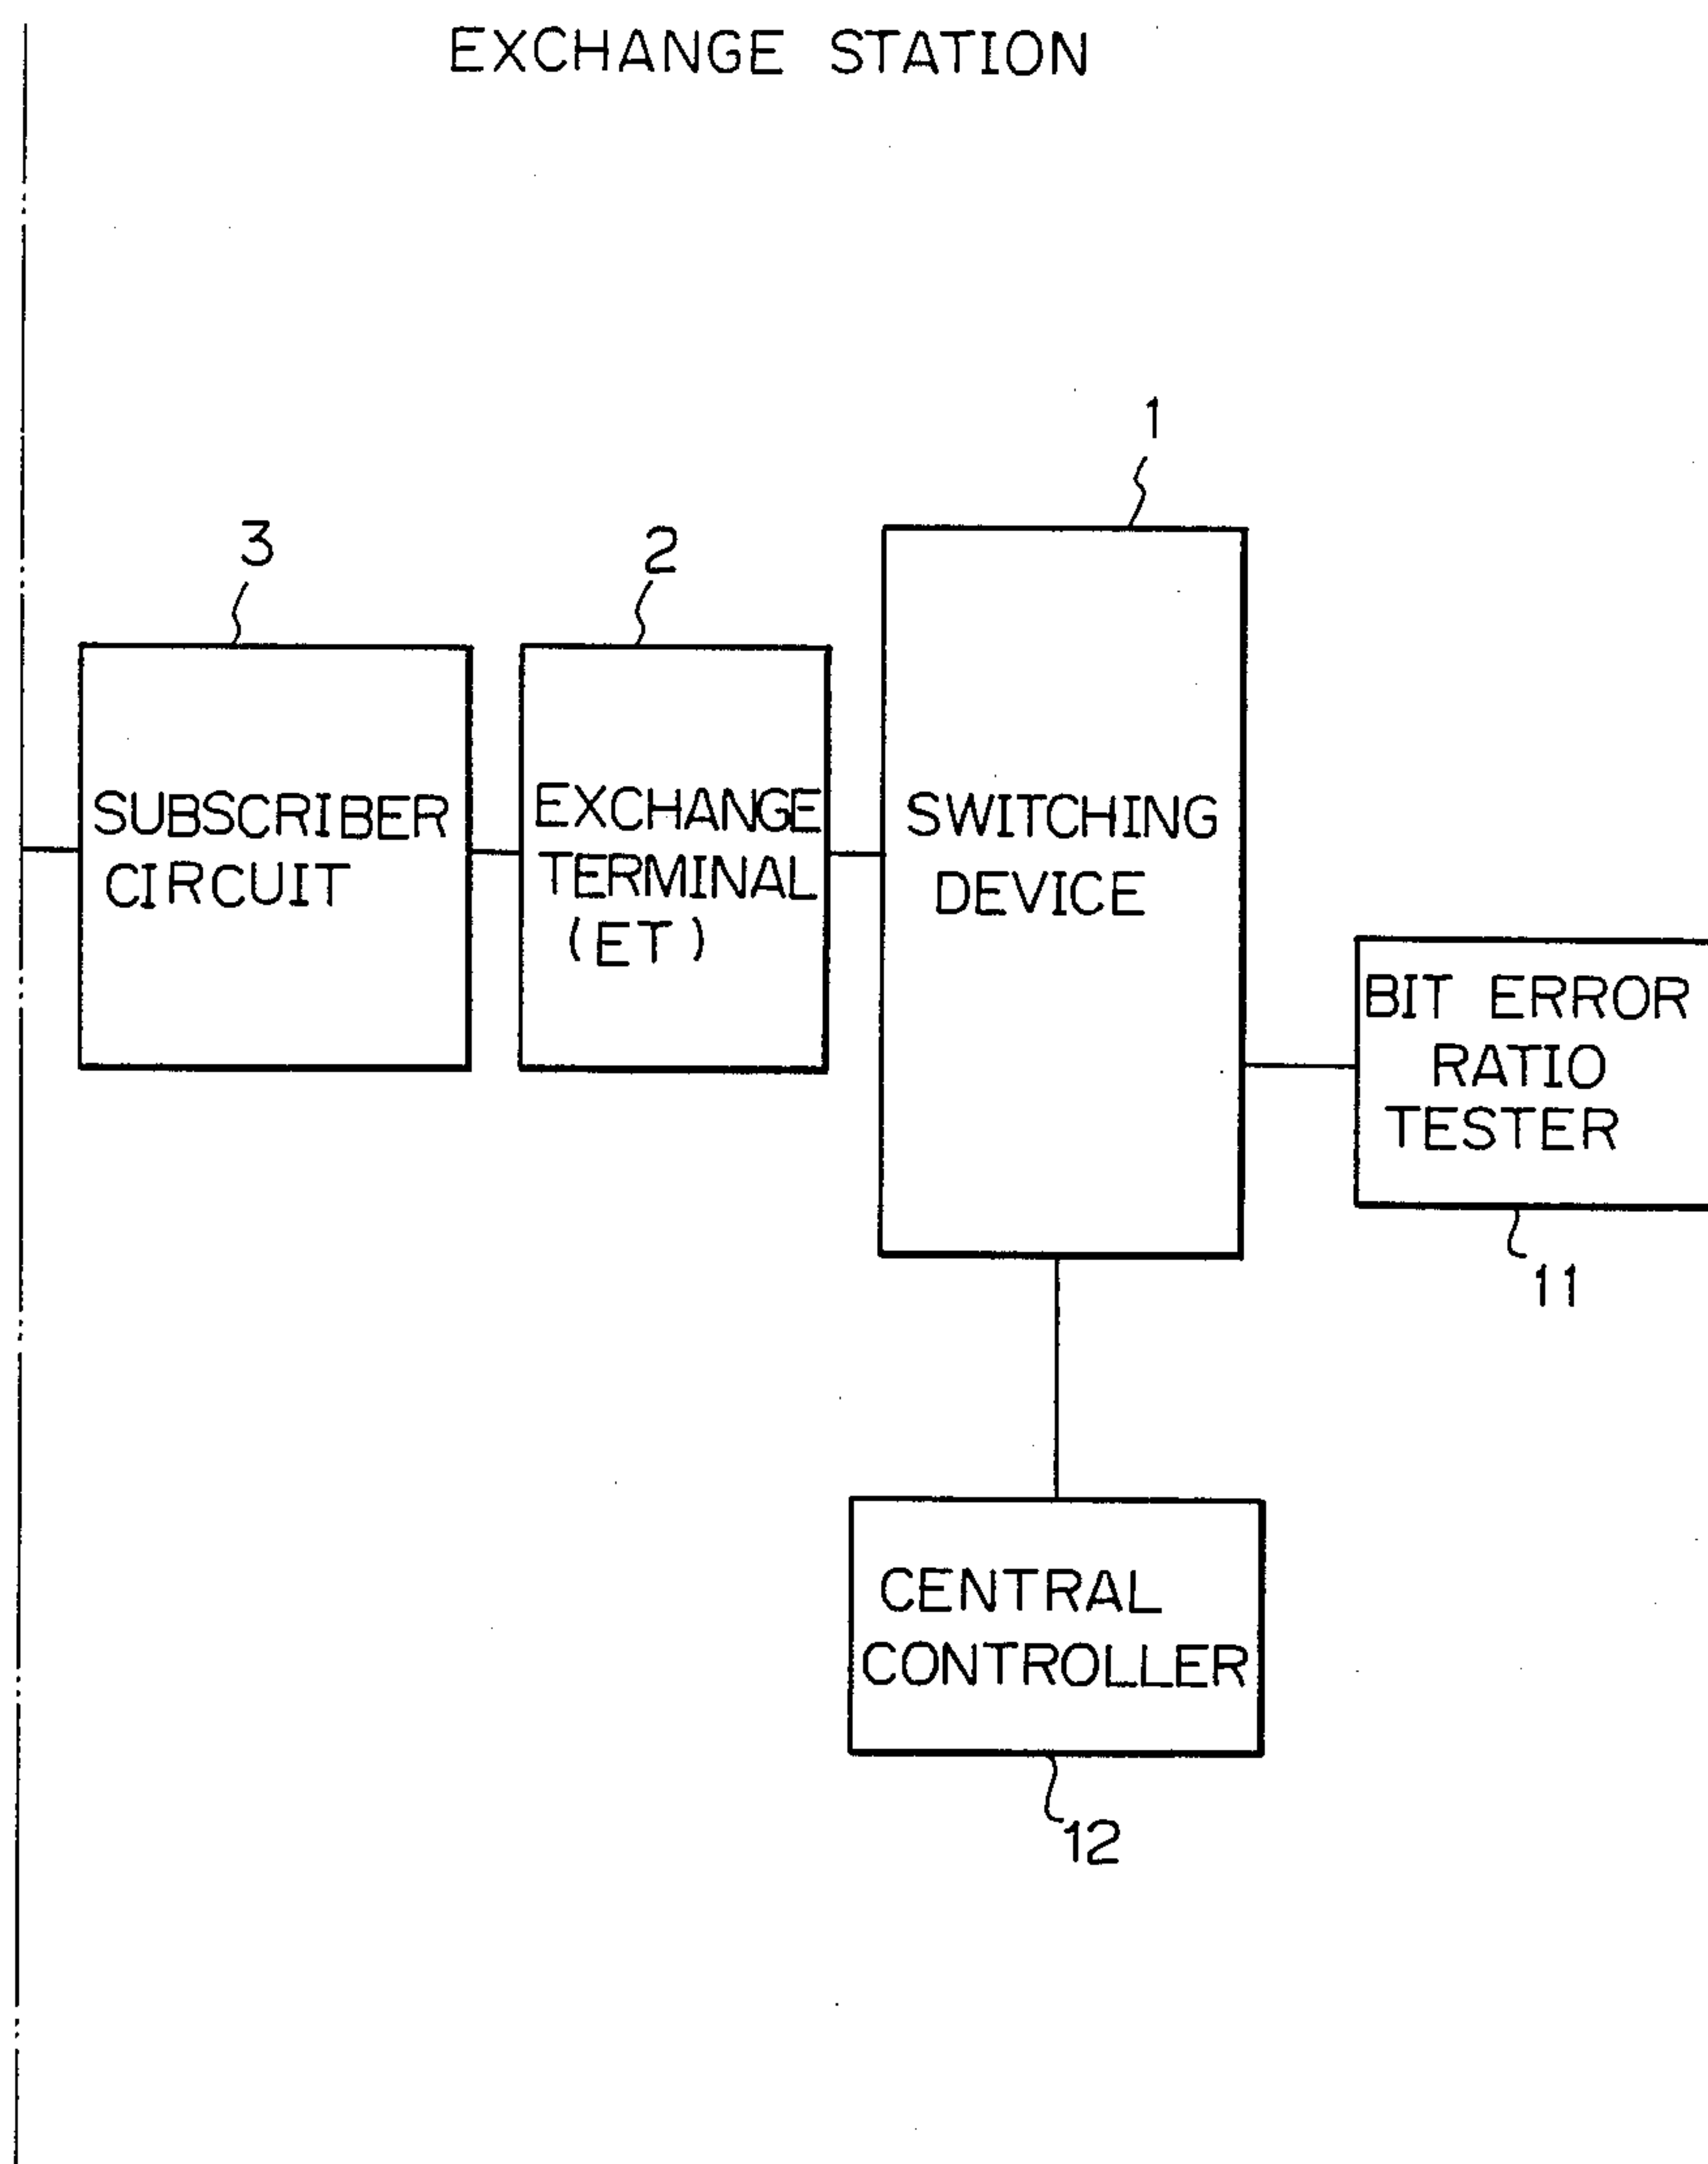 EXCHANGE STATION
1
3
2
SUBSCRIBER
CIRCUIT
EXCHANGE
TERMINAL
(ET)
SWITCHING
DEVICE
BIT ERROR
RATIO
TESTER
11
CENTRAL
CONTROLLER
12